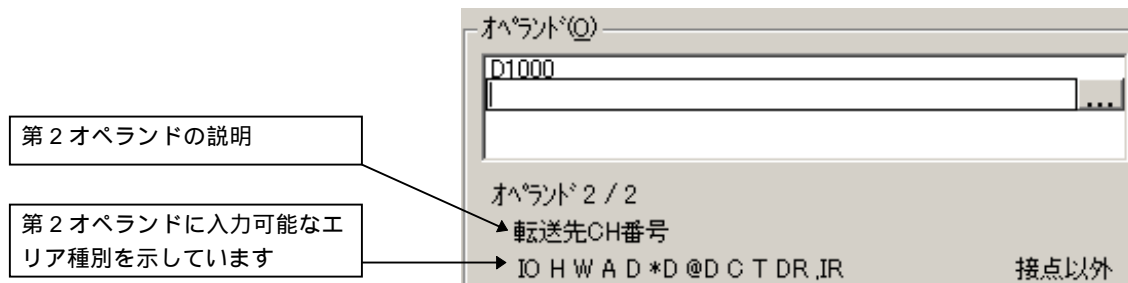 オペランド(O)
D1000
...
第２オペランドの説明
オペランド 2 / 2
転送先CH番号
第２オペランドに入力可能なエ
リア種別を示しています
IO H W A D *D @D C T DR ,IR 接点以外